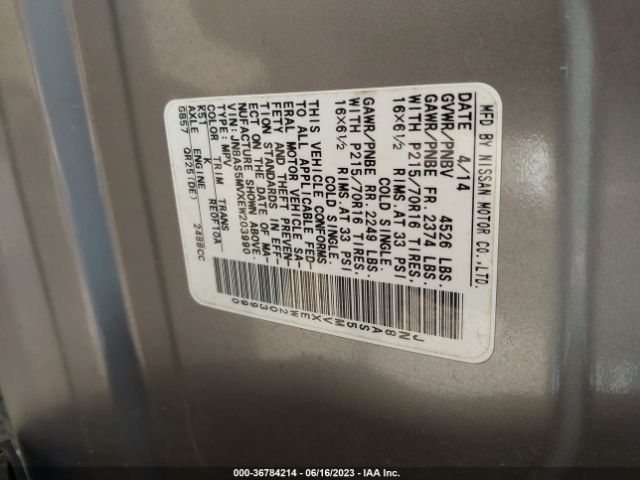 MFD BY NISSAN MOTOR CO.,LTD.
DATE 4/14
GVWR/PNBV 4526 LBS.
GAWR/PNBE FR. 2374 LBS.
WITH P215/70R16 TIRES,
16X6½ RIMS AT 33 PSI
COLD SINGLE.
GAWR/PNBE RR. 2249 LBS.
WITH P215/70R16 TIRES,
16X6½ RIMS AT 33 PSI
COLD SINGLE.
THIS VEHICLE CONFORMS
TO ALL APPLICABLE FED-
ERAL MOTOR VEHICLE SA-
FETY AND THEFT PREVEN-
TION STANDARDS IN EFF-
ECT ON THE DATE OF MA-
NUFACTURE SHOWN ABOVE.
VIN:JN8AS5MVXEW203990
TYPE: MPV
COLOR TRIM TRANS
K51 K RE0F10A
AXLE ENGINE
GB57 QR25(DE) 2488CC
JN8AS5MVXEW203990
000-36784214 - 06/16/2023 - IAA Inc.